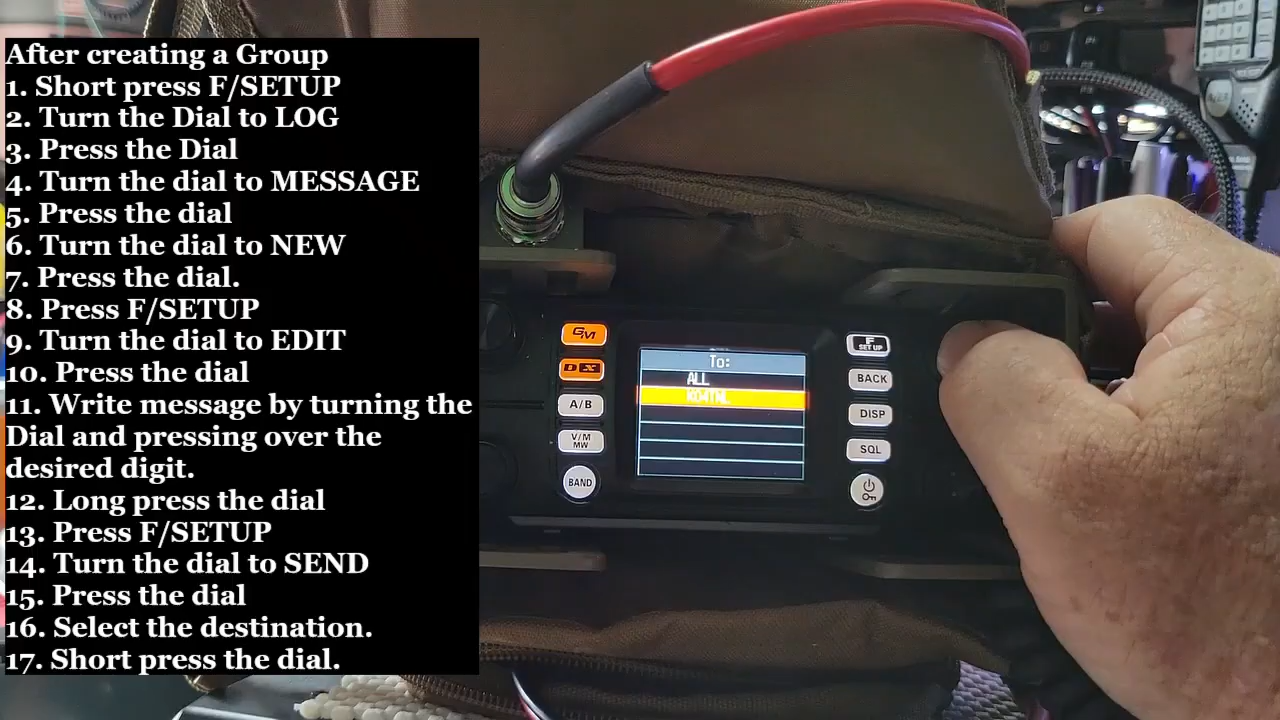 After creating a Group
1. Short press F/SETUP
2. Turn the Dial to LOG
3. Press the Dial
4. Turn the dial to MESSAGE
5. Press the dial
6. Turn the dial to NEW
7. Press the dial.
8. Press F/SETUP
9. Turn the dial to EDIT
10. Press the dial
11. Write message by turning the
Dial and pressing over the
desired digit.
12. Long press the dial
13. Press F/SETUP
14. Turn the dial to SEND
15. Press the dial
16. Select the destination.
17. Short press the dial.
GM
DX
A/B
V/M
MW
BAND
To:
ALL
F
SET UP
BACK
DISP
SQL